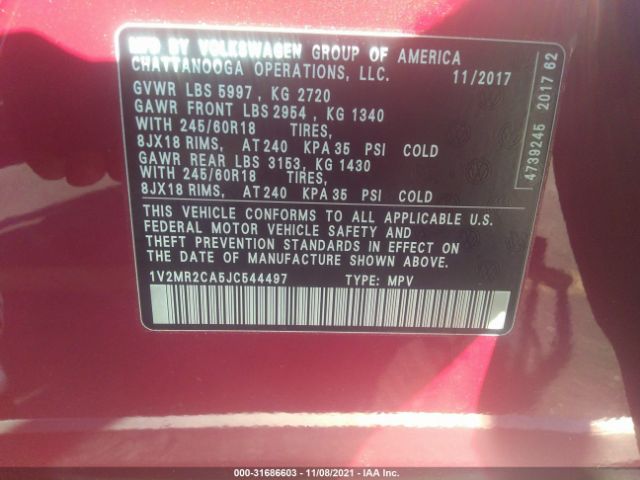 MFD BY VOLKSWAGEN GROUP OF AMERICA
CHATTANOOGA OPERATIONS, LLC. 11/2017
GVWR LBS 5997, KG 2720
GAWR FRONT LBS 2954, KG 1340
WITH 245/60R18 TIRES,
8JX18 RIMS, AT 240 KPA 35 PSI COLD
GAWR REAR LBS 3153, KG 1430
WITH 245/60R18 TIRES,
8JX18 RIMS, AT 240 KPA 35 PSI COLD
THIS VEHICLE CONFORMS TO ALL APPLICABLE U.S.
FEDERAL MOTOR VEHICLE SAFETY AND
THEFT PREVENTION STANDARDS IN EFFECT ON
THE DATE OF MANUFACTURE SHOWN ABOVE.
1V2MR2CA5JC544497 TYPE: MPV
4739245 2017 62
000-31686603 - 11/08/2021 - IAA Inc.